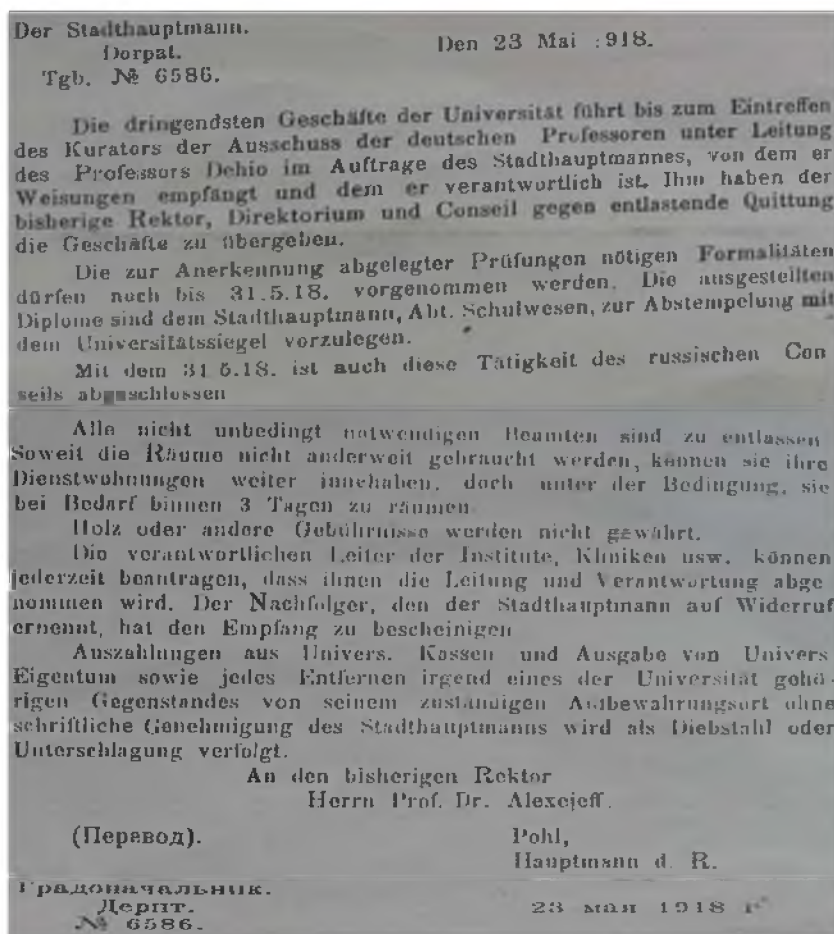 Der Stadthauptmann.
Dorpat.
Den 23 Mai 1918.
Tgb. № 6586.
Die dringendsten Geschäfte der Universität führt bis zum Eintreffen
des Kurators der Ausschuss der deutschen Professoren unter Leitung
des Professors Dehio im Auftrage des Stadthauptmannes, von dem er
Weisungen empfängt und dem er verantwortlich ist. Ihm haben der
bisherige Rektor, Direktorium und Conseil gegen entlastende Quittung
die Geschäfte zu übergeben.
Die zur Anerkennung abgelegter Prüfungen nötigen Formalitäten
dürfen noch bis 31.5.18. vorgenommen werden. Die ausgestellten
Diplome sind dem Stadthauptmann, Abt. Schulwesen, zur Abstempelung mit
dem Universitätssiegel vorzulegen.
Mit dem 31 5.18. ist auch diese Tätigkeit des russischen Con
seils abgeschlossen
Alle nicht unbedingt notwendigen Beamten sind zu entlassen
Soweit die Räume nicht anderweit gebraucht werden, können sie ihre
Dienstwohnungen weiter innehaben, doch unter der Bedingung, sie
bei Bedarf binnen 3 Tagen zu räumen
Holz oder andere Gebührnisse werden nicht gewährt.
Die verantwortlichen Leiter der Institute, Kliniken usw. können
jederzeit beantragen, dass ihnen die Leitung und Verantwortung abge
nommen wird. Der Nachfolger, den der Stadthauptmann auf Widerruf
ernennt, hat den Empfang zu bescheinigen
Auszahlungen aus Univers. Kassen und Ausgabe von Univers
Eigentum sowie jedes Entfernen irgend eines der Universität gehö-
rigen Gegenstandes von seinem zuständigen Aufbewahrungsort ohne
schriftliche Genehmigung des Stadthauptmanns wird als Diebstahl oder
Unterschlagung verfolgt.
An den bisherigen Rektor
Herrn Prof. Dr. Alexejeff.
(Перевод).
Pohl,
Hauptmann d. R.
Градоначальник.
Дерпт.
23 мая 1918 г
№ 6586.